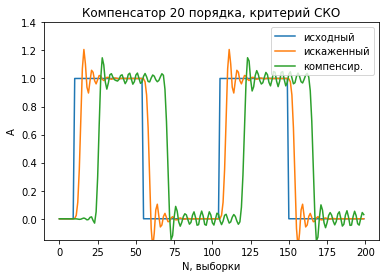 Компенсатор 20 порядка, критерий СКО
исходный
искаженный
компенсир.
A
1.4
1.2
1.0
0.8
0.6
0.4
0.2
0.0
0 25 50 75 100 125 150 175 200
N, выборки